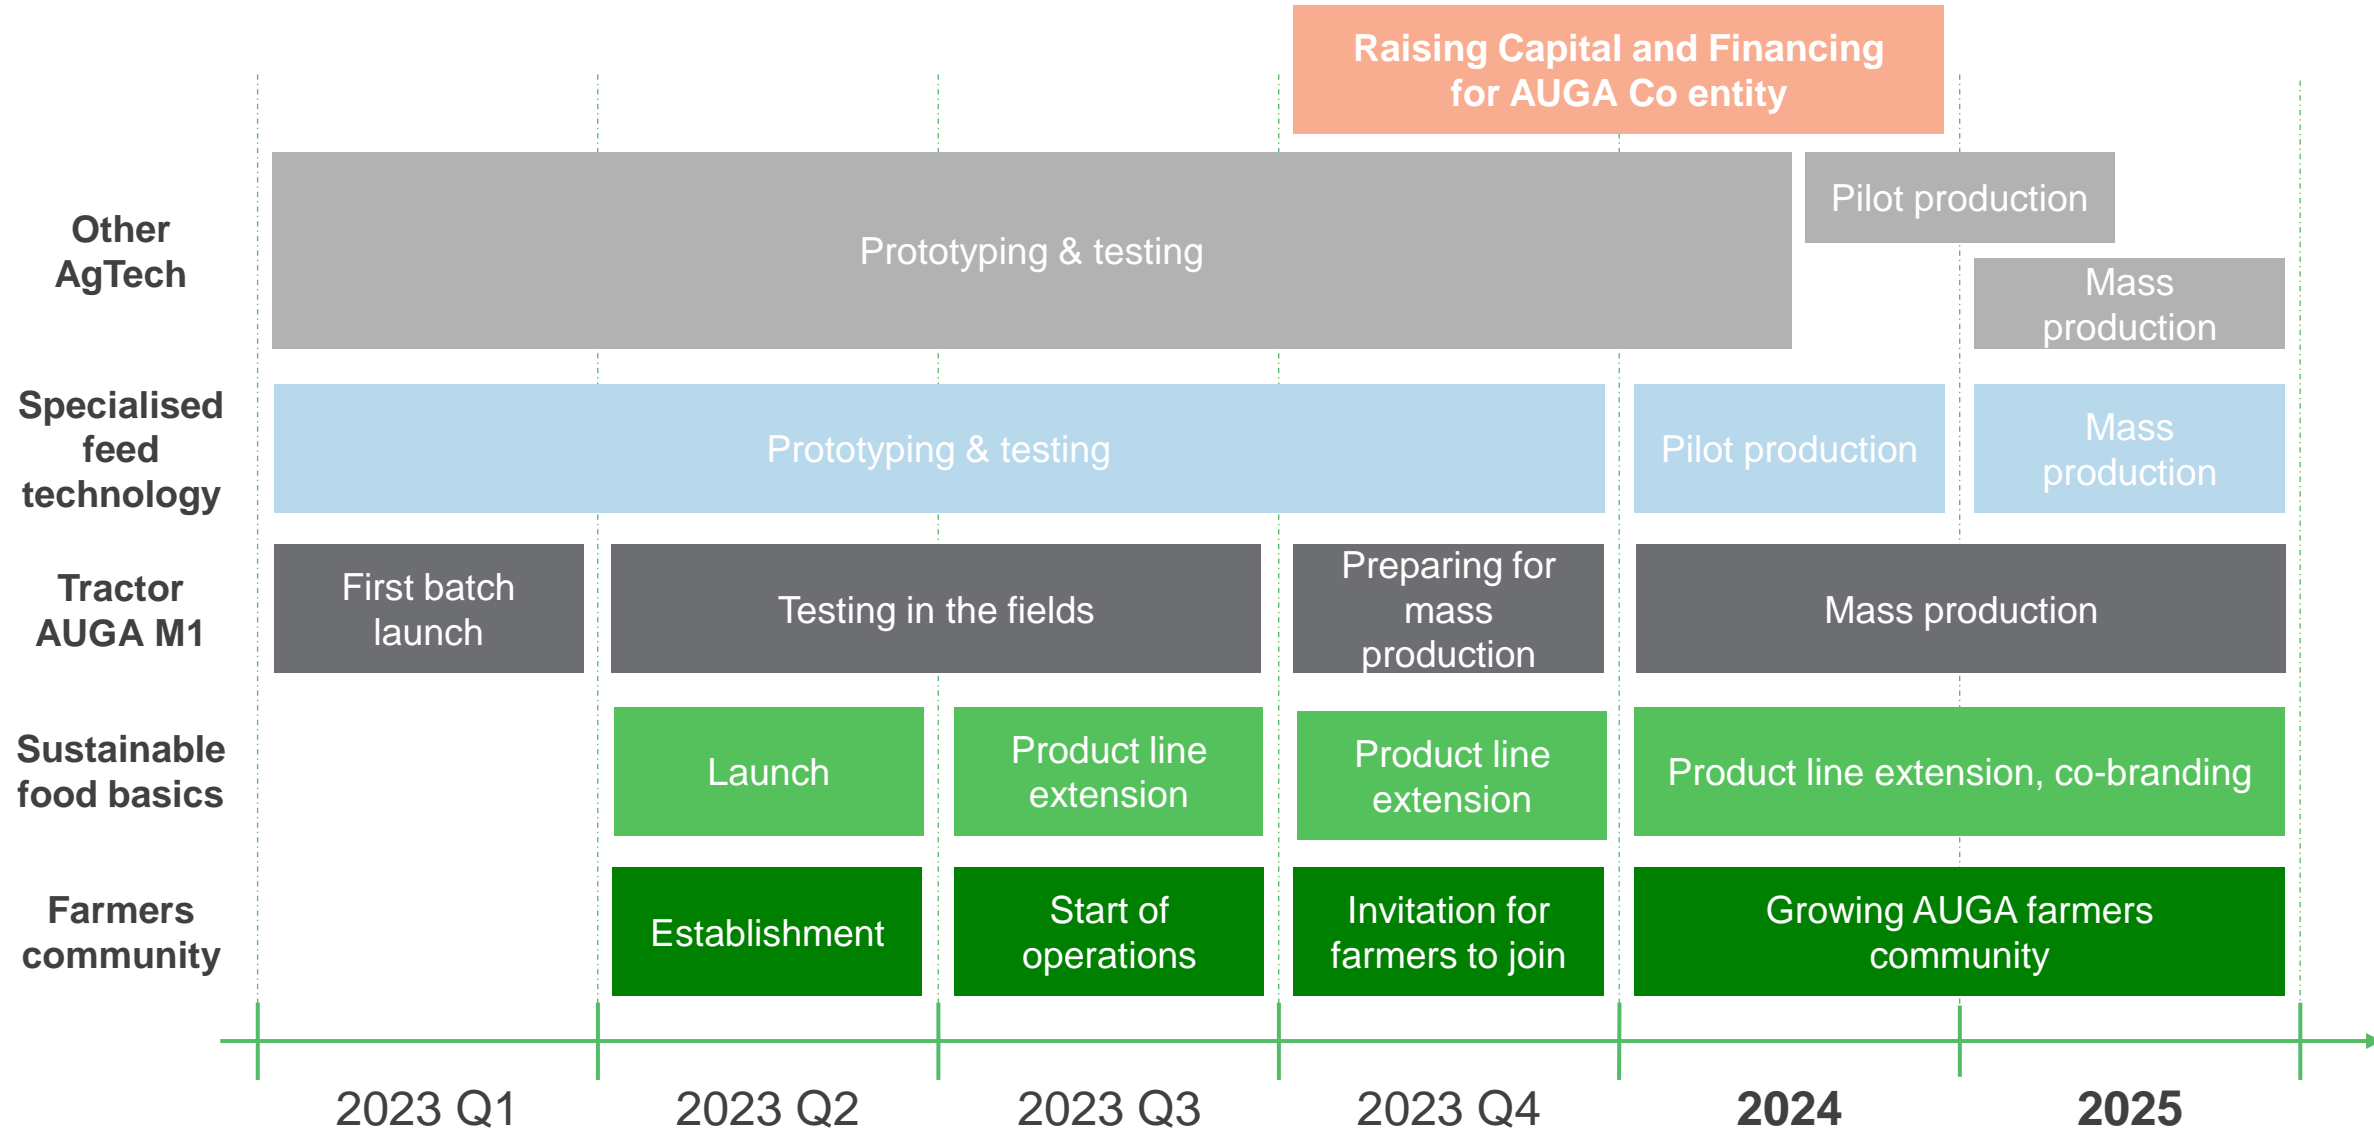 Raising Capital and Financing
for AUGA Co entity
Other
AgTech
Prototyping & testing
Pilot production
Mass
production
Specialised
feed
technology
Prototyping & testing
Pilot production
Mass
production
Tractor
AUGA M1
First batch
launch
Testing in the fields
Preparing for
mass
production
Mass production
Sustainable
food basics
Launch
Product line
extension
Product line
extension
Product line extension, co-branding
Farmers
community
Establishment
Start of
operations
Invitation for
farmers to join
Growing AUGA farmers
community
2023 Q1
2023 Q2
2023 Q3
2023 Q4
2024
2025